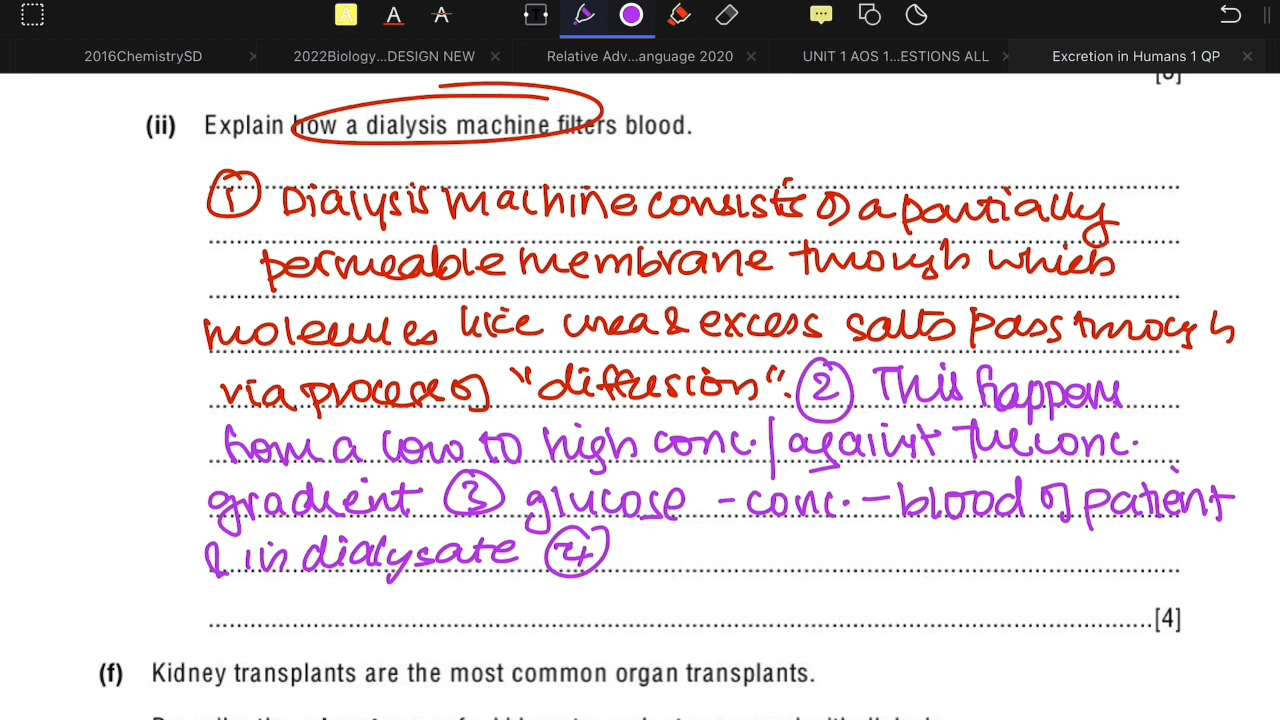 2016ChemistrySD
2022Biology...DESIGN NEW
Relative Adv...anguage 2020
UNIT 1 AOS 1...ESTIONS ALL
Excretion in Humans 1 QP
(ii) Explain how a dialysis machine filters blood.
① Dialysis machine consists of a partially
permeable membrane through which
molecules like urea & excess salts pass through
via process of "diffusion". ② This happens
from a low to high conc. / against the conc.
gradient ③ glucose - conc. - blood of patient
& in dialysate ④
[4]
(f) Kidney transplants are the most common organ transplants.